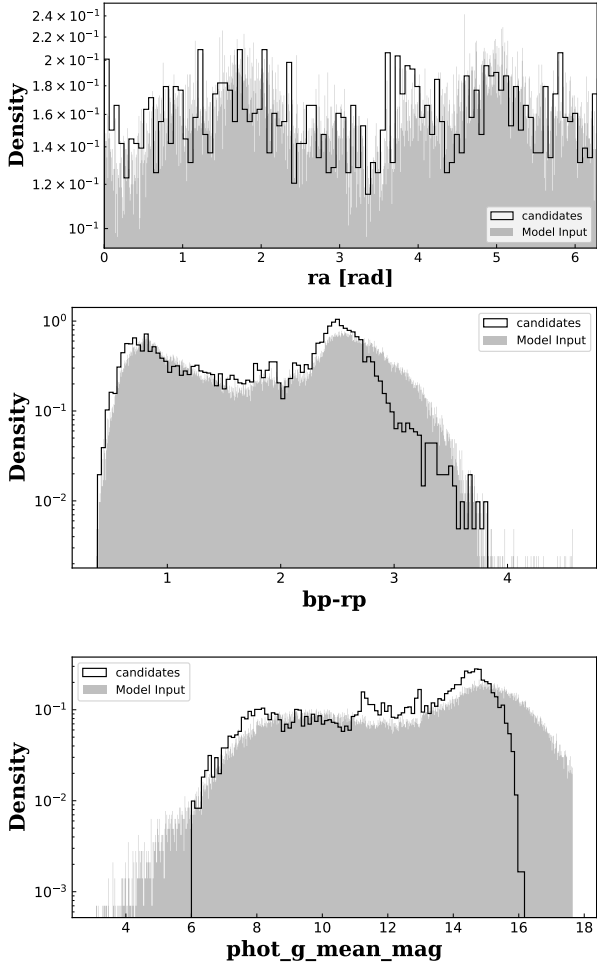 2.4 × 10⁻¹
2.2 × 10⁻¹
2 × 10⁻¹
1.8 × 10⁻¹
1.6 × 10⁻¹
1.4 × 10⁻¹
1.2 × 10⁻¹
10⁻¹
Density
candidates
Model Input
0 1 2 3 4 5 6
ra [rad]
10⁰
10⁻¹
10⁻²
Density
candidates
Model Input
1 2 3 4
bp-rp
10⁻¹
10⁻²
10⁻³
Density
candidates
Model Input
4 6 8 10 12 14 16 18
phot_g_mean_mag